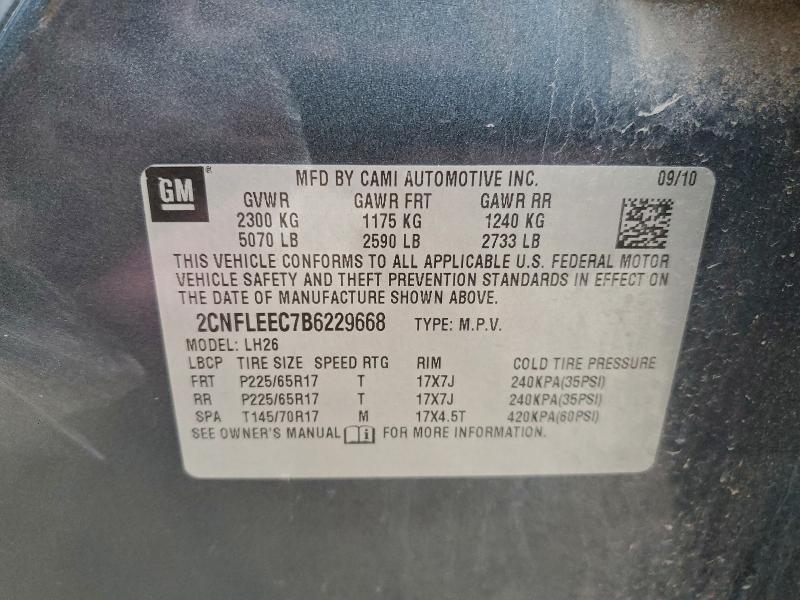 GM ® MFD BY CAMI AUTOMOTIVE INC. 09/10
GVWR GAWR FRT GAWR RR
2300 KG 1175 KG 1240 KG
5070 LB 2590 LB 2733 LB
THIS VEHICLE CONFORMS TO ALL APPLICABLE U.S. FEDERAL MOTOR
VEHICLE SAFETY AND THEFT PREVENTION STANDARDS IN EFFECT ON
THE DATE OF MANUFACTURE SHOWN ABOVE.
2CNFLEEC7B6229668 TYPE: M.P.V.
MODEL: LH26
LBCP TIRE SIZE SPEED RTG RIM COLD TIRE PRESSURE
FRT P225/65R17 T 17X7J 240KPA(35PSI)
RR P225/65R17 T 17X7J 240KPA(35PSI)
SPA T145/70R17 M 17X4.5T 420KPA(60PSI)
SEE OWNER'S MANUAL i FOR MORE INFORMATION.